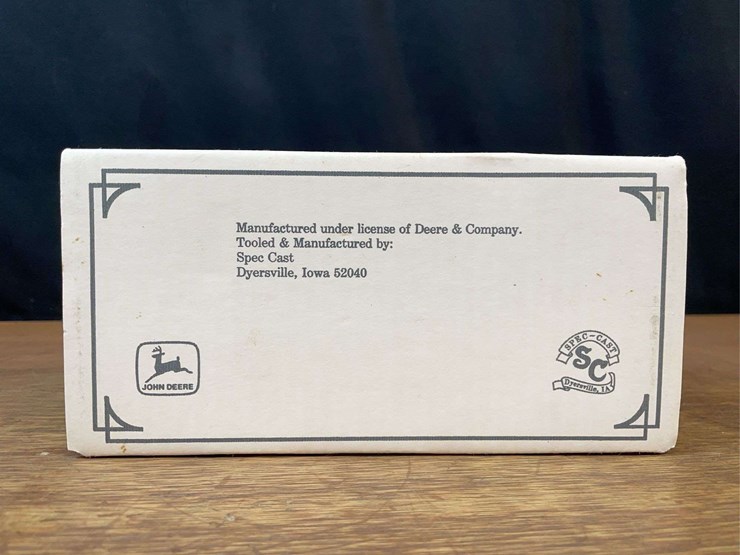 Manufactured under license of Deere & Company.
Tooled & Manufactured by:
Spec Cast
Dyersville, Iowa 52040
JOHN DEERE
SPEC-CAST
SC
Dyersville, IA